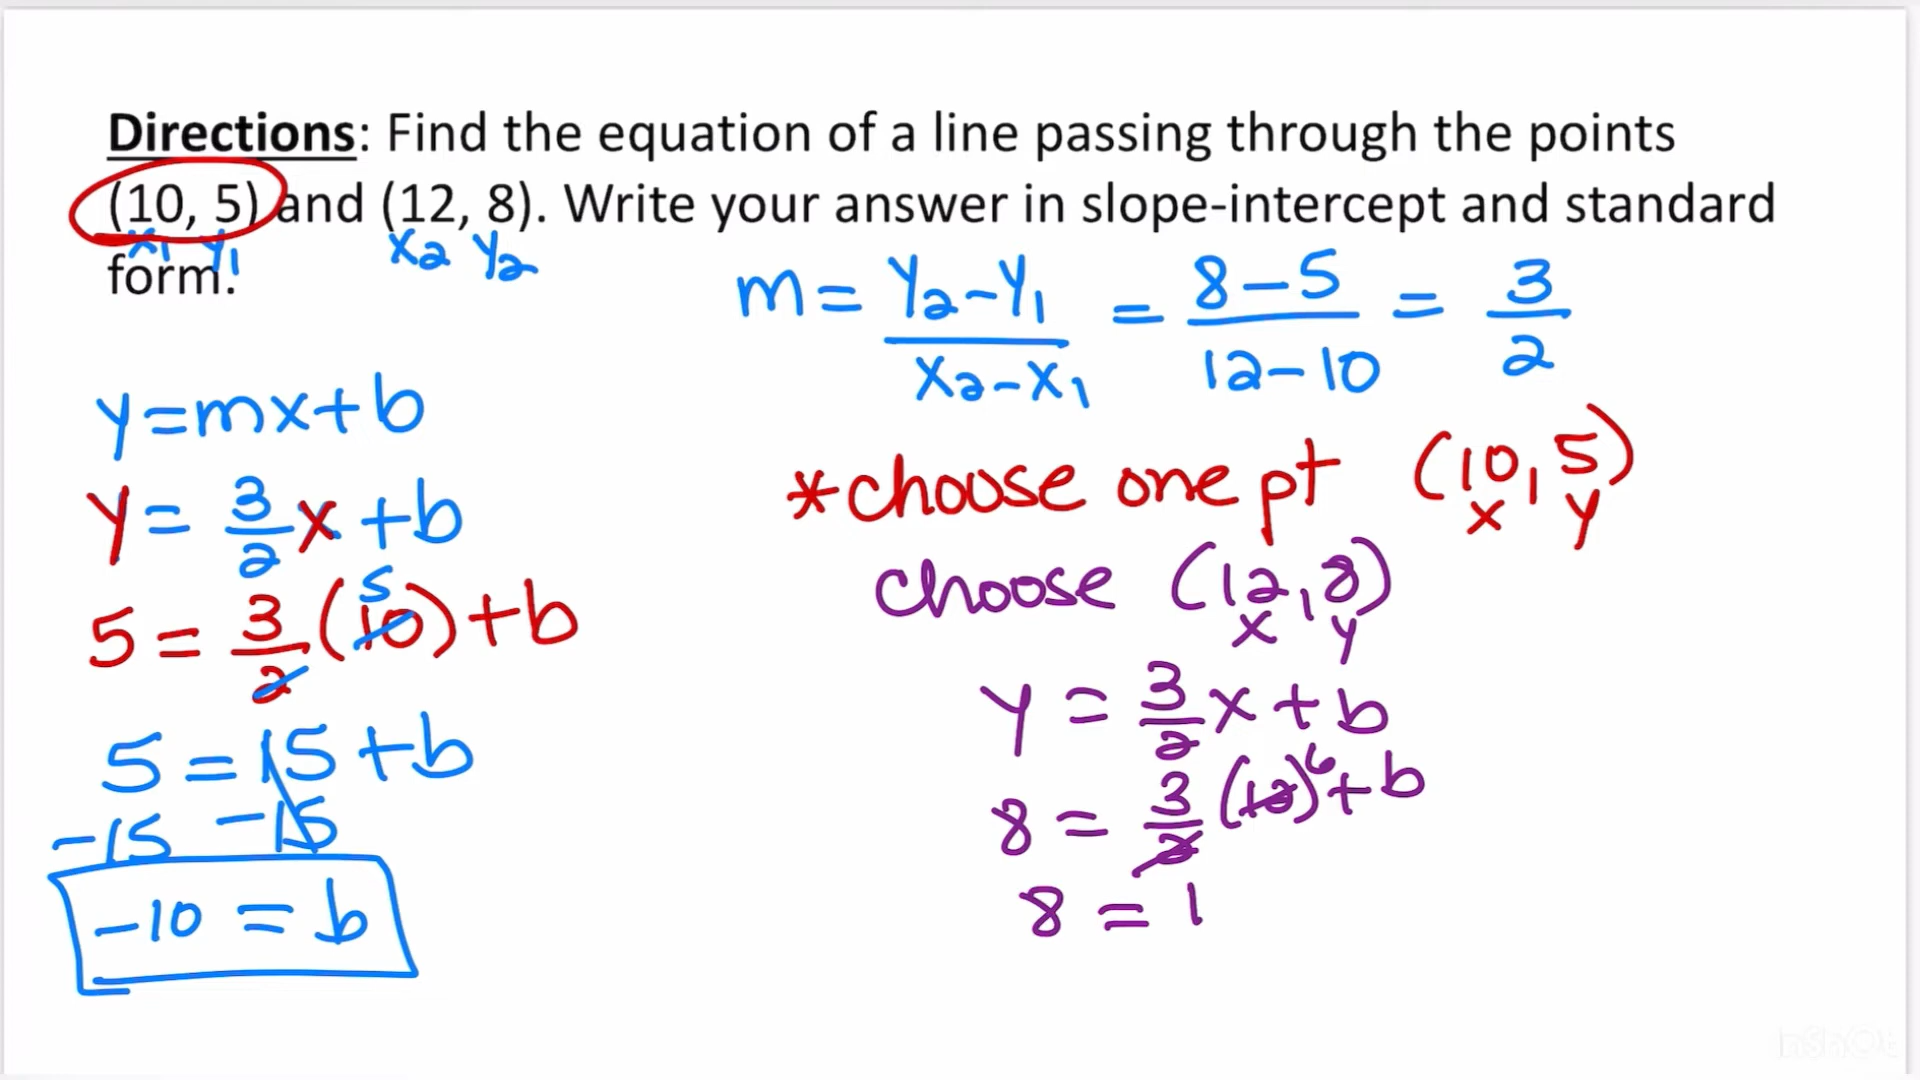 Directions: Find the equation of a line passing through the points
(10, 5) and (12, 8). Write your answer in slope-intercept and standard
form.
x₁ y₁ x₂ y₂
m = (y₂-y₁)/(x₂-x₁) = (8-5)/(12-10) = 3/2
y=mx+b
y= 3/2 x +b
5 = 3/2 (10) +b
5
5 = 15 +b
-15 -15
-10 = b
*choose one pt (10,5)
x y
choose (12,8)
x y
y = 3/2 x + b
8 = 3/2 (12) + b
6
8 = 1
InShOt